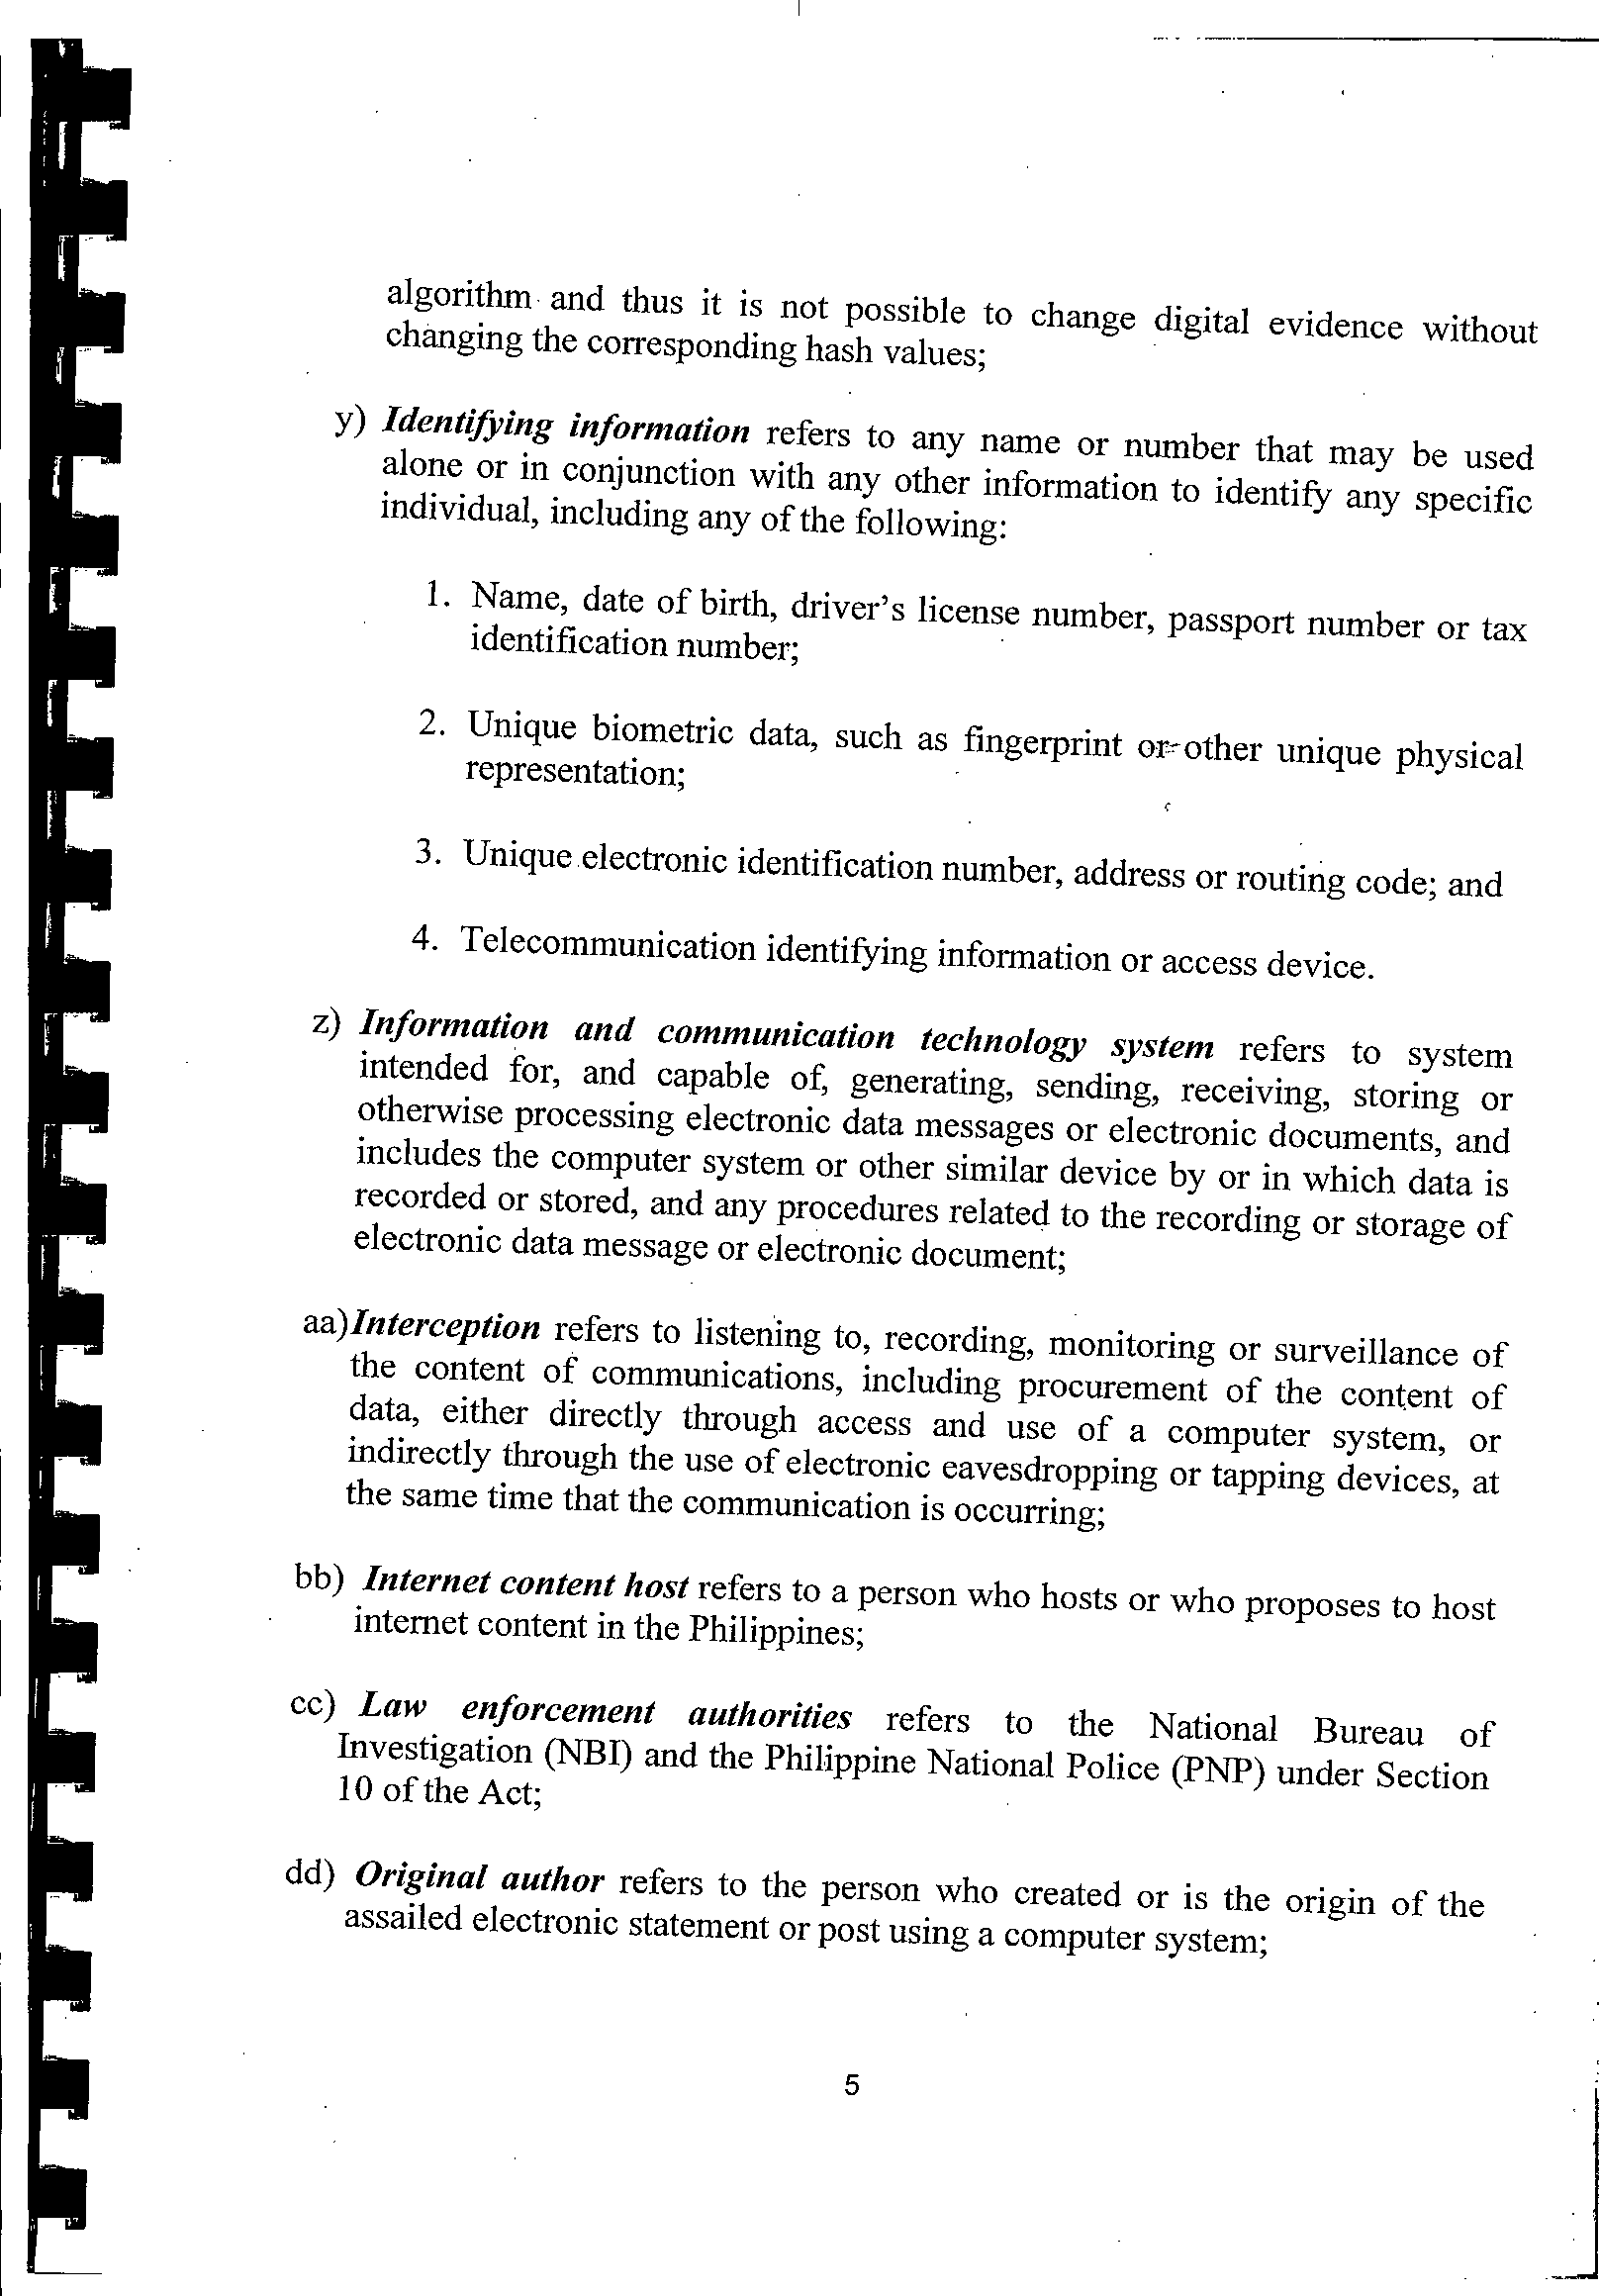 algorithm and thus it is not possible to change digital evidence without
changing the corresponding hash values;
y) Identifying information refers to any name or number that may be used
alone or in conjunction with any other information to identify any specific
individual, including any of the following:
1. Name, date of birth, driver's license number, passport number or tax
identification number;
2. Unique biometric data, such as fingerprint or other unique physical
representation;
3. Unique electronic identification number, address or routing code; and
4. Telecommunication identifying information or access device.
z) Information and communication technology system refers to system
intended for, and capable of, generating, sending, receiving, storing or
otherwise processing electronic data messages or electronic documents, and
includes the computer system or other similar device by or in which data is
recorded or stored, and any procedures related to the recording or storage of
electronic data message or electronic document;
aa) Interception refers to listening to, recording, monitoring or surveillance of
the content of communications, including procurement of the content of
data, either directly through access and use of a computer system, or
indirectly through the use of electronic eavesdropping or tapping devices, at
the same time that the communication is occurring;
bb) Internet content host refers to a person who hosts or who proposes to host
internet content in the Philippines;
cc) Law enforcement authorities refers to the National Bureau of
Investigation (NBI) and the Philippine National Police (PNP) under Section
10 of the Act;
dd) Original author refers to the person who created or is the origin of the
assailed electronic statement or post using a computer system;
5